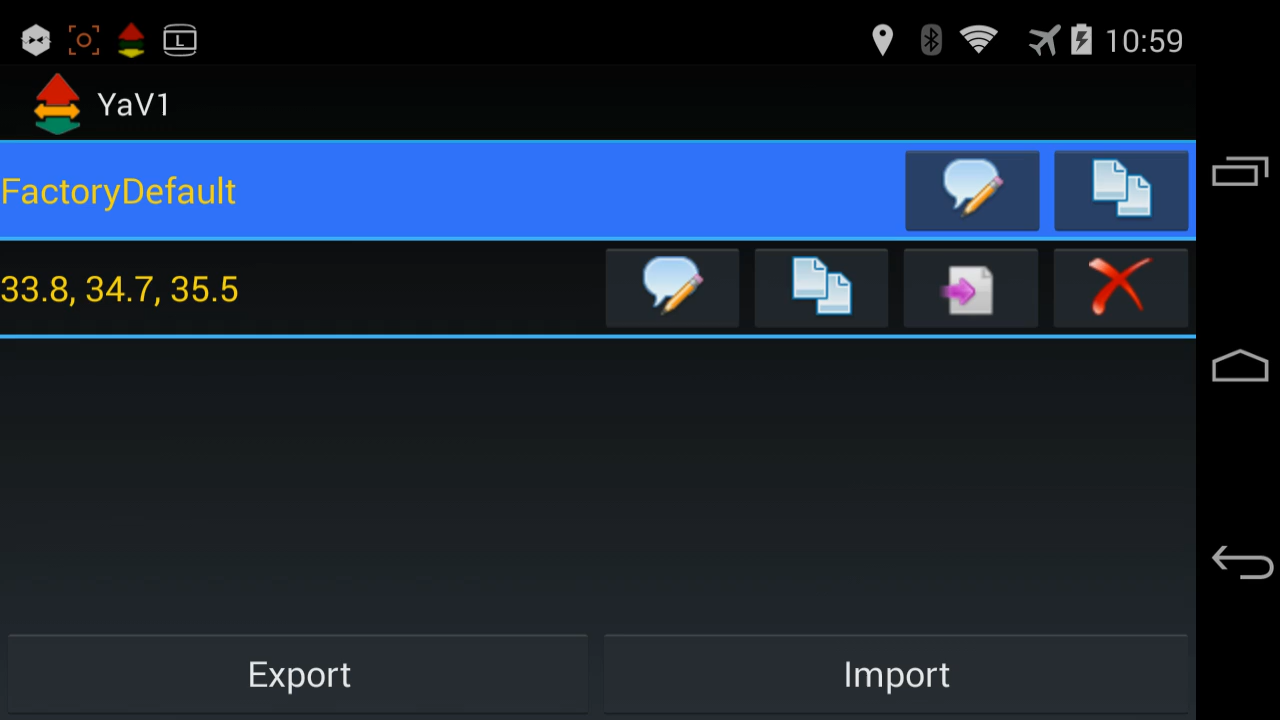 L
10:59
YaV1
FactoryDefault
33.8, 34.7, 35.5
Export
Import